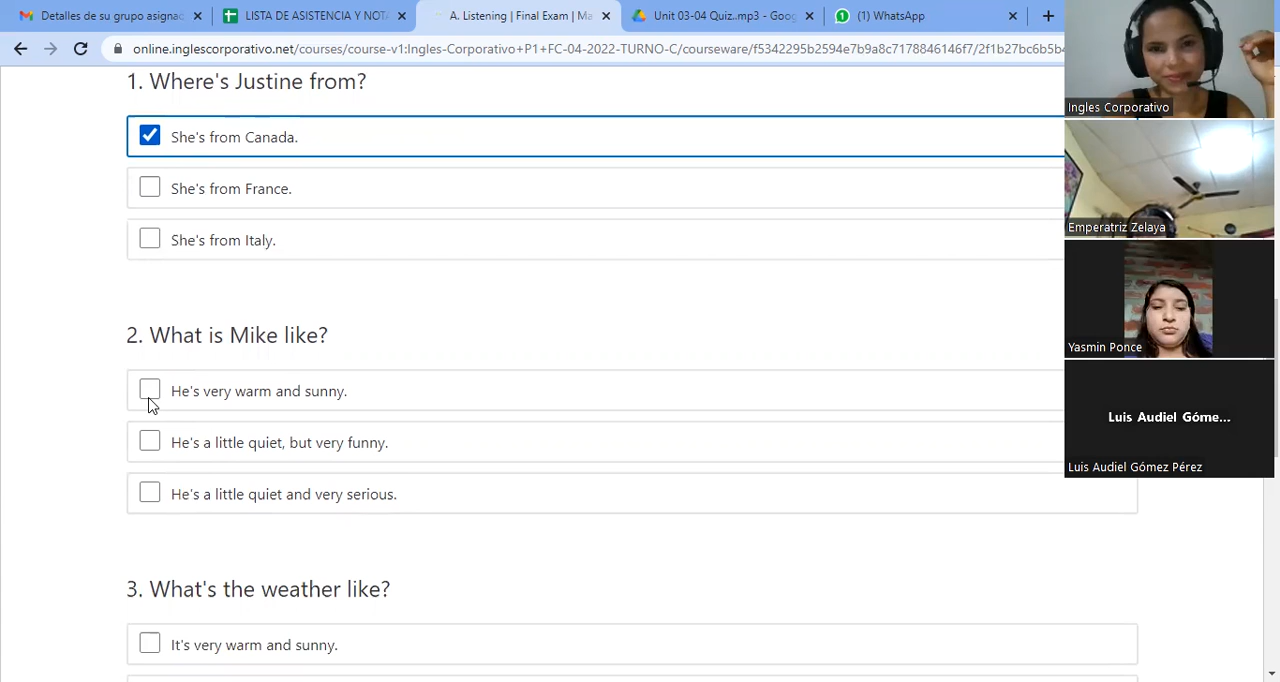 Detalles de su grupo asignac
LISTA DE ASISTENCIA Y NOTA
A. Listening | Final Exam | Ma
Unit 03-04 Quiz..mp3 - Goog
(1) WhatsApp
online.inglescorporativo.net/courses/course-v1:Ingles-Corporativo+P1+FC-04-2022-TURNO-C/courseware/f5342295b2594e7b9a8c7178846146f7/2f1b27bc6b5b4
1. Where's Justine from?
She's from Canada.
She's from France.
She's from Italy.
2. What is Mike like?
He's very warm and sunny.
He's a little quiet, but very funny.
He's a little quiet and very serious.
3. What's the weather like?
It's very warm and sunny.
Ingles Corporativo
Emperatriz Zelaya
Yasmin Ponce
Luis Audiel Góme...
Luis Audiel Gómez Pérez